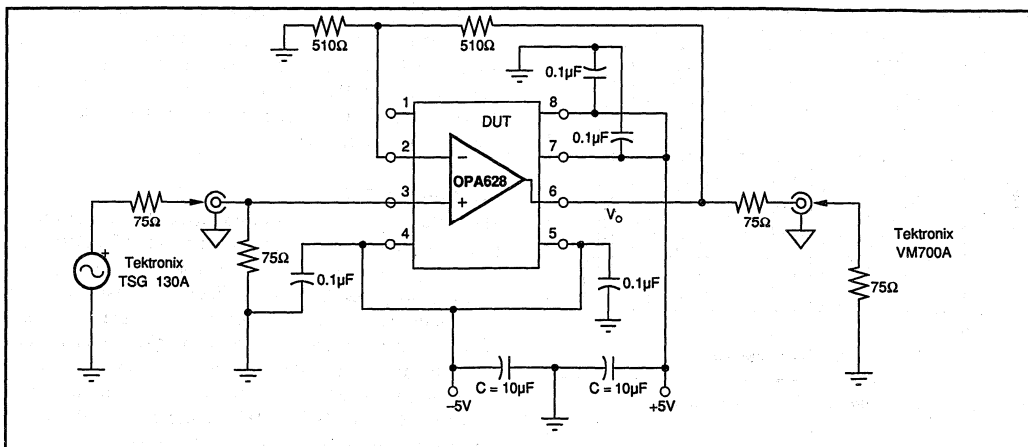 510Ω
510Ω
0.1µF
0.1µF
1
8
DUT
2
7
–
OPA628
3
6
+
V_O
4
5
75Ω
75Ω
75Ω
75Ω
0.1µF
0.1µF
Tektronix
TSG 130A
Tektronix
VM700A
+
C = 10µF
C = 10µF
–5V
+5V